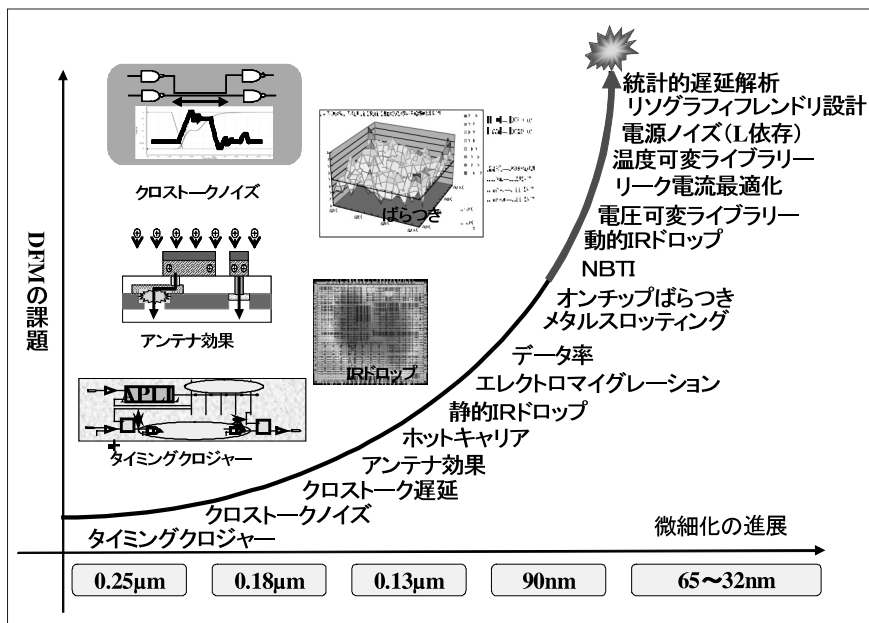 統計的遅延解析
リソグラフィフレンドリ設計
電源ノイズ(L依存)
温度可変ライブラリー
リーク電流最適化
電圧可変ライブラリー
動的IRドロップ
NBTI
オンチップばらつき
メタルスロッティング
データ率
エレクトロマイグレーション
静的IRドロップ
ホットキャリア
アンテナ効果
クロストーク遅延
クロストークノイズ
タイミングクロジャー
クロストークノイズ
ばらつき
アンテナ効果
IRドロップ
APLL
タイミングクロジャー
DFMの課題
微細化の進展
0.25μm
0.18μm
0.13μm
90nm
65〜32nm